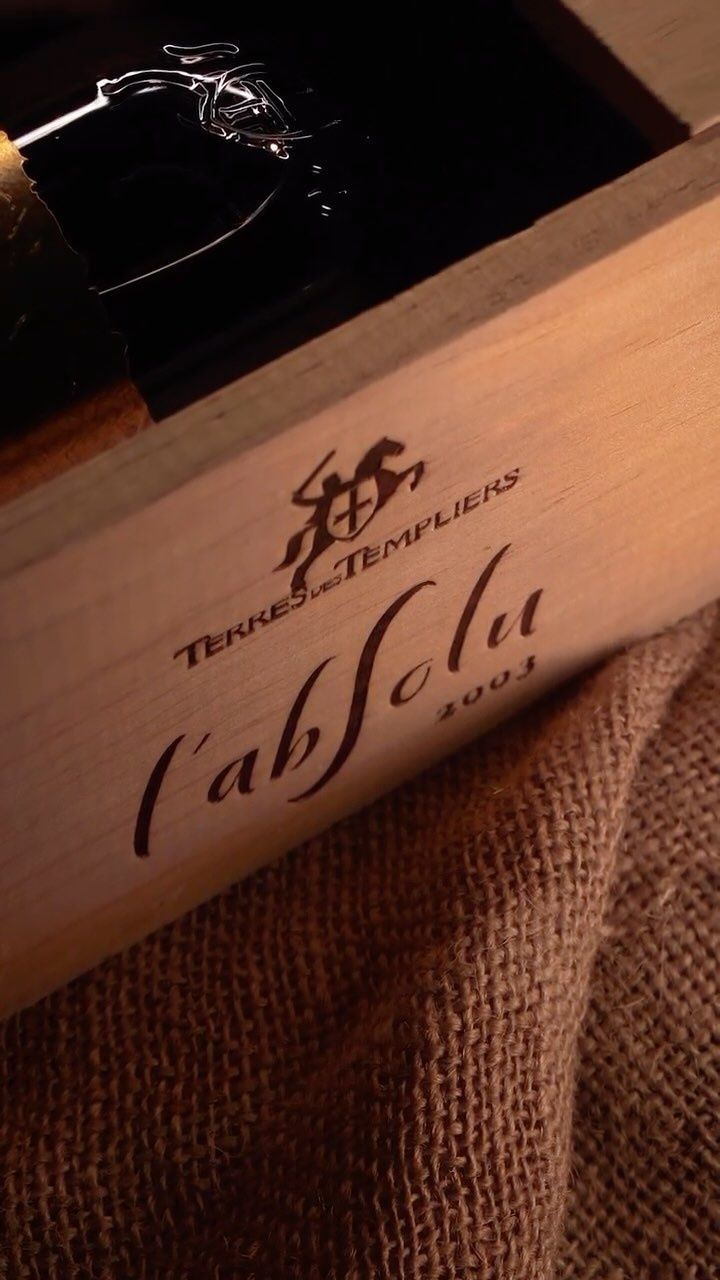 TERRES DES TEMPLIERS
l'absolu
2003